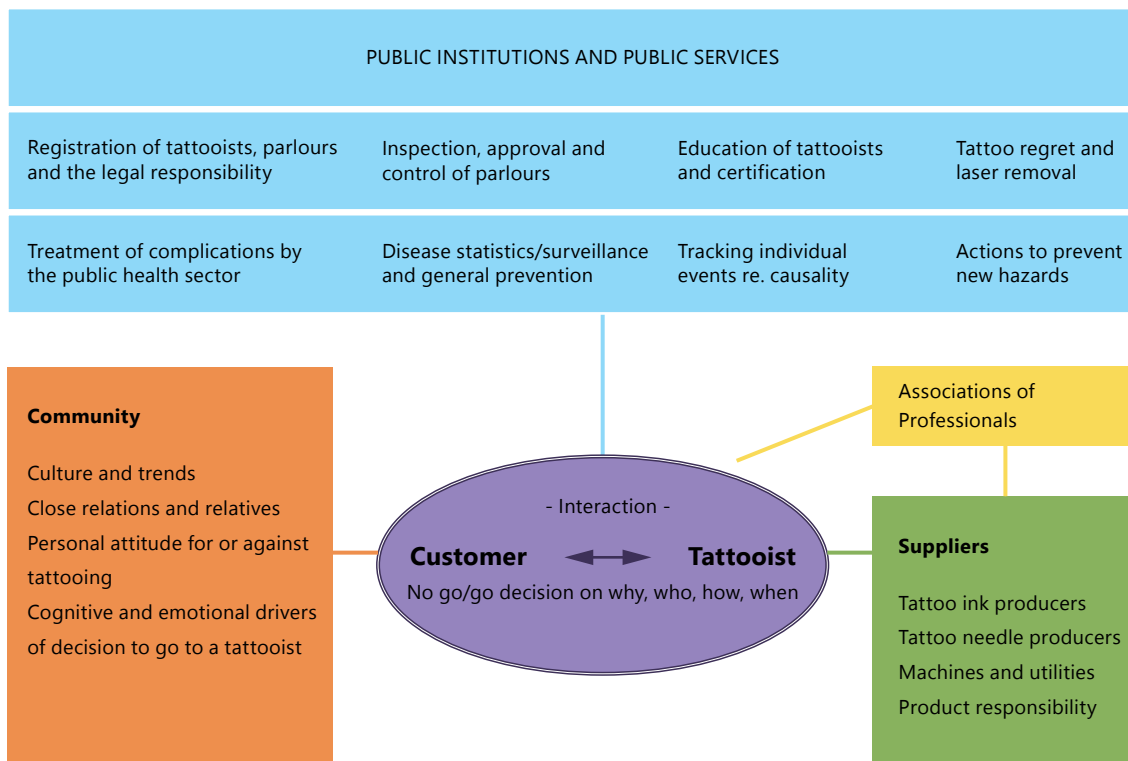 PUBLIC INSTITUTIONS AND PUBLIC SERVICES
Registration of tattooists, parlours
and the legal responsibility
Inspection, approval and
control of parlours
Education of tattooists
and certification
Tattoo regret and
laser removal
Treatment of complications by
the public health sector
Disease statistics/surveillance
and general prevention
Tracking individual
events re. causality
Actions to prevent
new hazards
Community
Culture and trends
Close relations and relatives
Personal attitude for or against
tattooing
Cognitive and emotional drivers
of decision to go to a tattooist
- Interaction -
Customer Tattooist
No go/go decision on why, who, how, when
Associations of
Professionals
Suppliers
Tattoo ink producers
Tattoo needle producers
Machines and utilities
Product responsibility